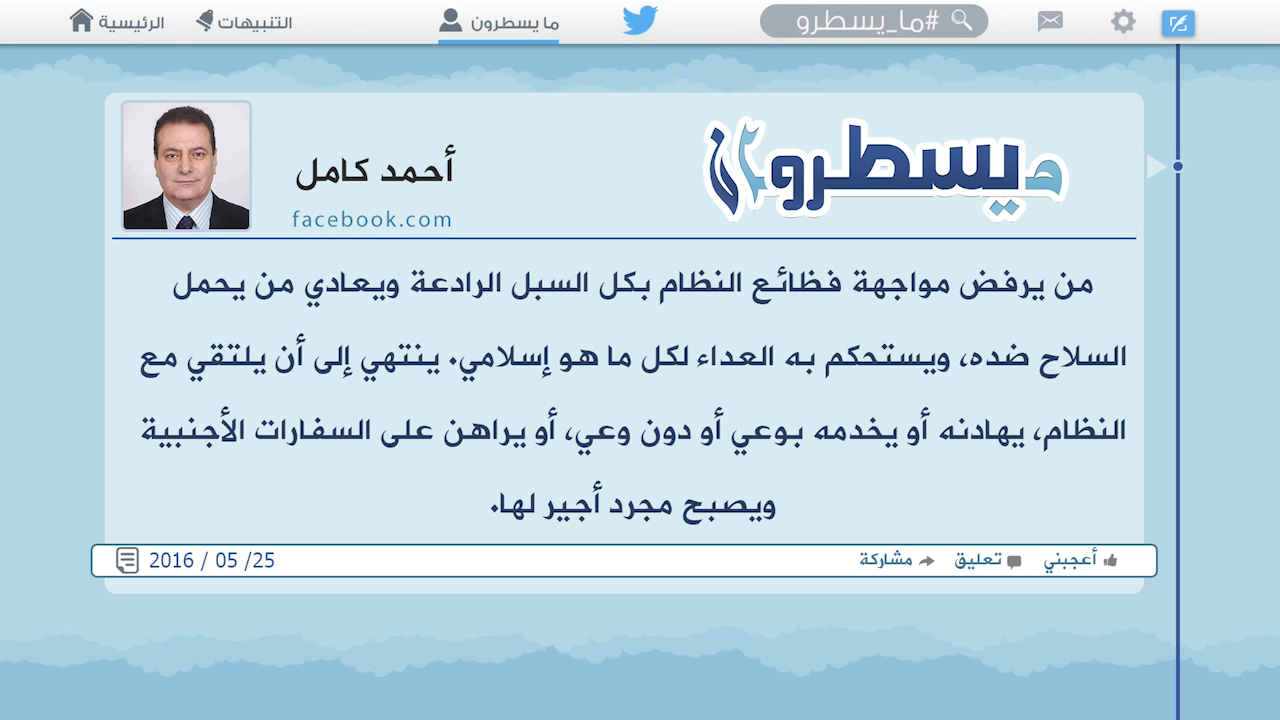 #ما_يسطرو
ما يسطرون
التنبيهات
الرئيسية
ما يسطرون٢
أحمد كامل
facebook.com
من يرفض مواجهة فظائع النظام بكل السبل الرادعة ويعادي من يحمل
السلاح ضده، ويستحكم به العداء لكل ما هو إسلامي. ينتهي إلى أن يلتقي مع
النظام، يهادنه أو يخدمه بوعي أو دون وعي، أو يراهن على السفارات الأجنبية
ويصبح مجرد أجير لها.
أعجبني تعليق مشاركة
2016 / 05 /25